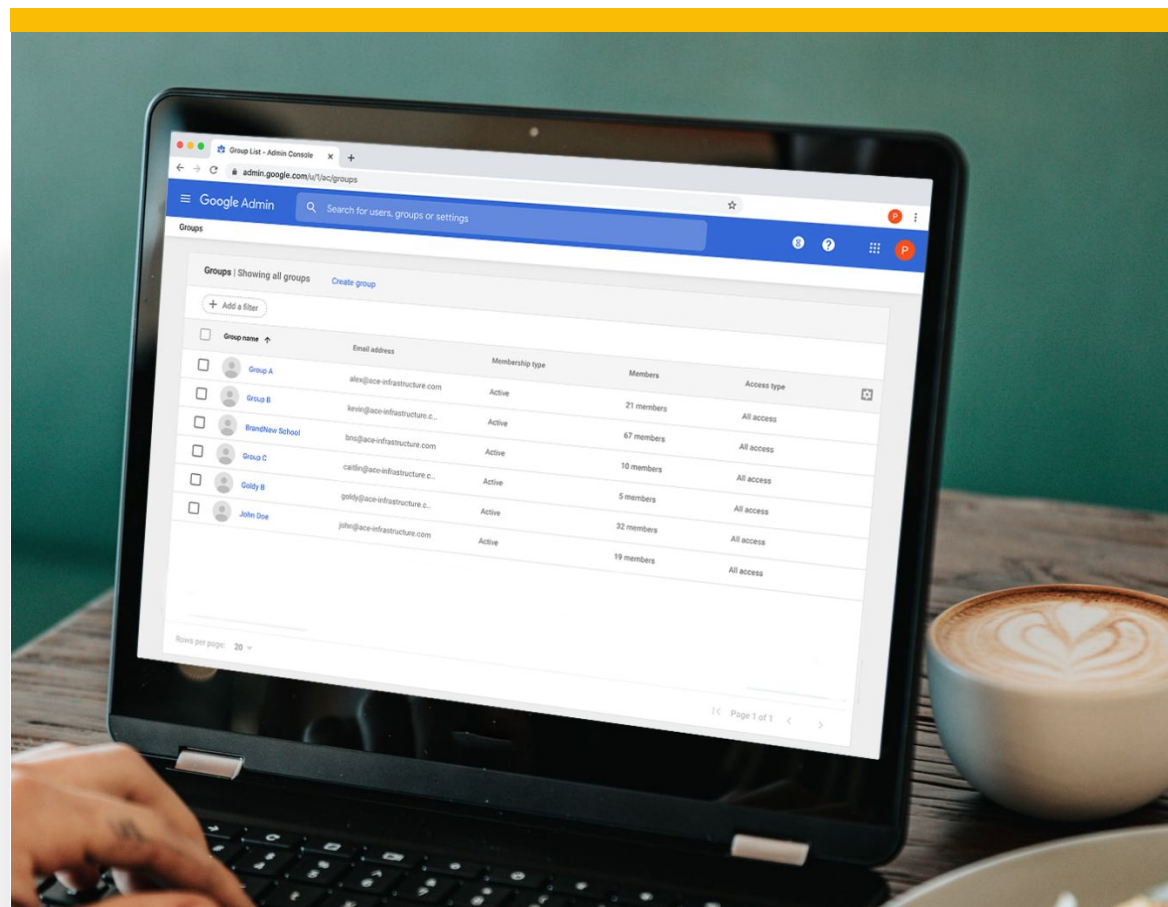 Group List - Admin Console
admin.google.com/u/1/ac/groups
Google Admin Search for users, groups or settings
Groups
Groups | Showing all groups Create group
+ Add a filter
Group name Email address Membership type Members Access type
Group A alex@ace-infrastructure.com Active 21 members All access
Group B kevin@ace-infrastructure.c... Active 67 members All access
BrandNew School bns@ace-infrastructure.com Active 10 members All access
Group C caitlin@ace-infrastructure.c... Active 5 members All access
Goldy B goldy@ace-infrastructure.c... Active 32 members All access
John Doe john@ace-infrastructure.com Active 19 members All access
Rows per page: 20
Page 1 of 1
P
P